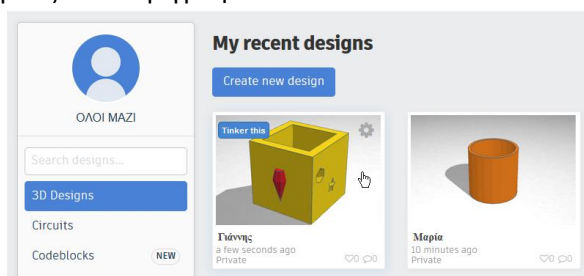 My recent designs
Create new design
ΟΛΟΙ ΜΑΖΙ
Search designs...
3D Designs
Circuits
Codeblocks NEW
Tinker this
Γιάννης
a few seconds ago
Private
0 0
Μαρία
10 minutes ago
Private
0 0